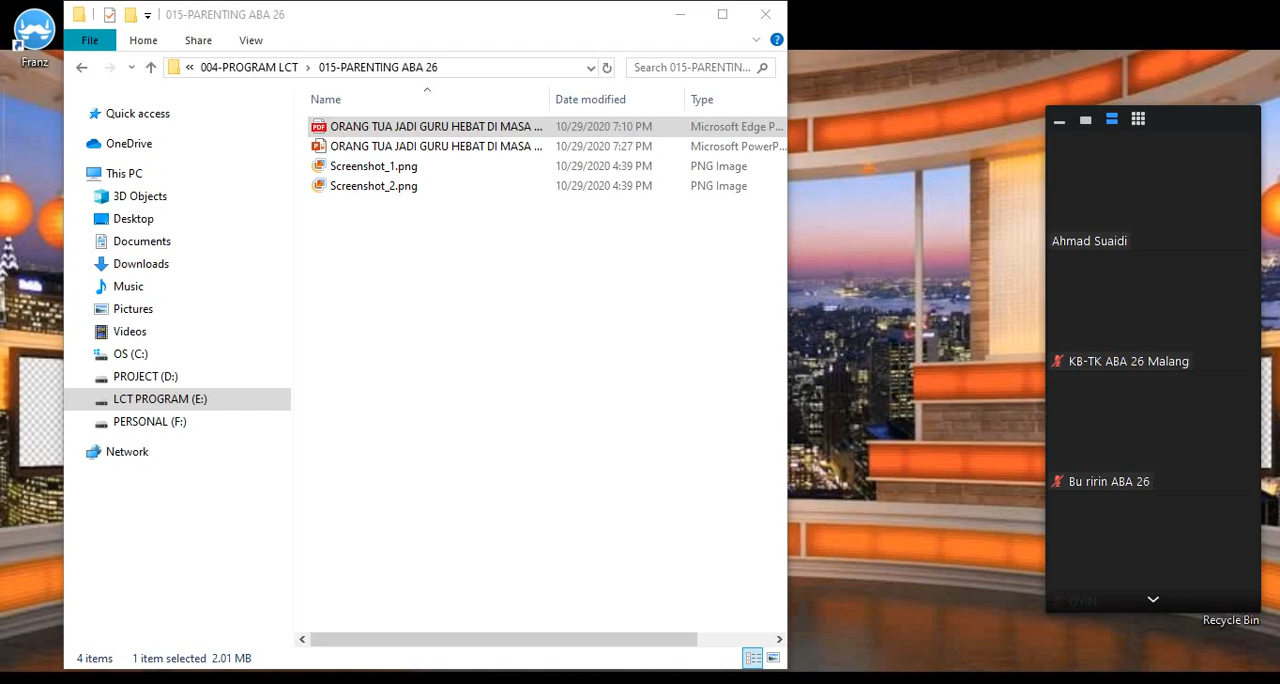 015-PARENTING ABA 26
File Home Share View
« 004-PROGRAM LCT › 015-PARENTING ABA 26
Search 015-PARENTIN...
Franz
Name Date modified Type
ORANG TUA JADI GURU HEBAT DI MASA ... 10/29/2020 7:10 PM Microsoft Edge P...
ORANG TUA JADI GURU HEBAT DI MASA ... 10/29/2020 7:27 PM Microsoft PowerP...
Screenshot_1.png 10/29/2020 4:39 PM PNG Image
Screenshot_2.png 10/29/2020 4:39 PM PNG Image
Quick access
OneDrive
This PC
3D Objects
Desktop
Documents
Downloads
Music
Pictures
Videos
OS (C:)
PROJECT (D:)
LCT PROGRAM (E:)
PERSONAL (F:)
Network
4 items 1 item selected 2.01 MB
Ahmad Suaidi
KB-TK ABA 26 Malang
Bu ririn ABA 26
Recycle Bin